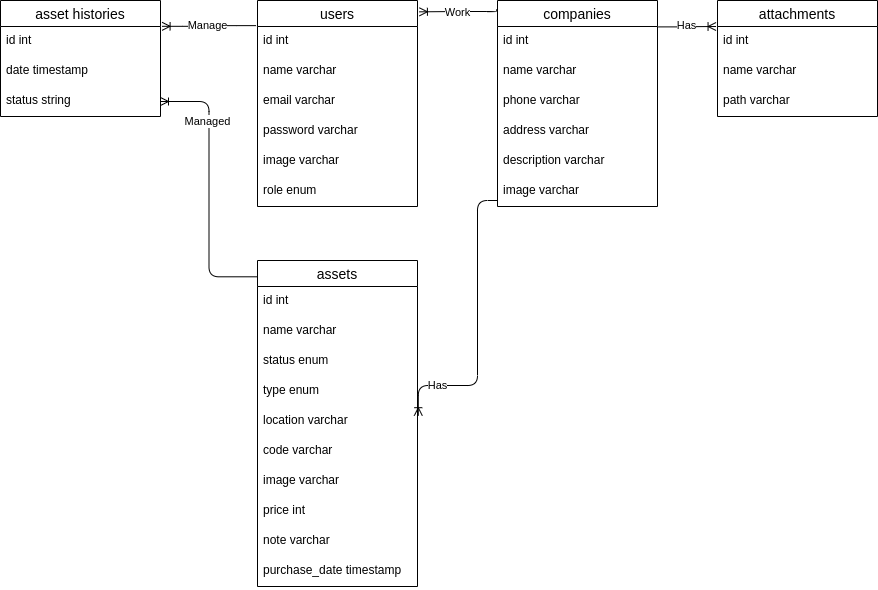 asset histories
id int
date timestamp
status string
Manage
users
id int
name varchar
email varchar
password varchar
image varchar
role enum
Work
companies
id int
name varchar
phone varchar
address varchar
description varchar
image varchar
Has
attachments
id int
name varchar
path varchar
Managed
assets
id int
name varchar
status enum
type enum
location varchar
code varchar
image varchar
price int
note varchar
purchase_date timestamp
Has